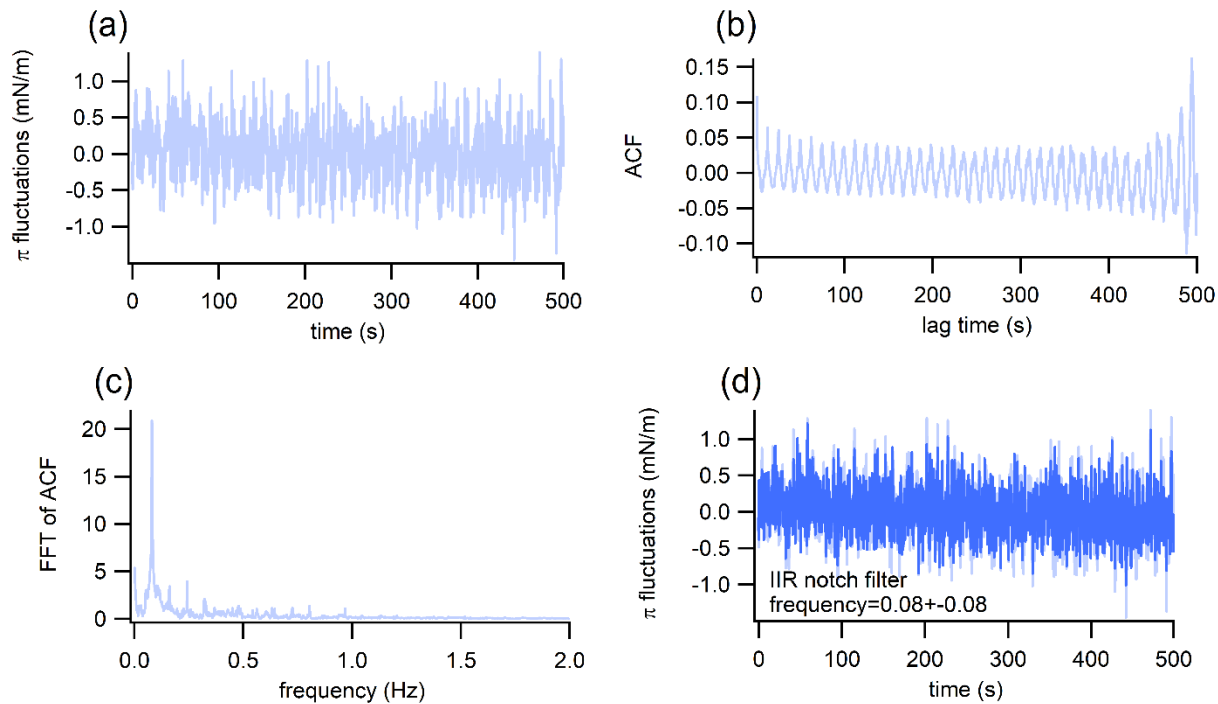 (a)
π fluctuations (mN/m)
1.0
0.5
0.0
-0.5
-1.0
0 100 200 300 400 500
time (s)
(b)
ACF
0.15
0.10
0.05
0.00
-0.05
-0.10
0 100 200 300 400 500
lag time (s)
(c)
FFT of ACF
20
15
10
5
0
0.0 0.5 1.0 1.5 2.0
frequency (Hz)
(d)
π fluctuations (mN/m)
1.0
0.5
0.0
-0.5
-1.0
IIR notch filter
frequency=0.08+-0.08
0 100 200 300 400 500
time (s)